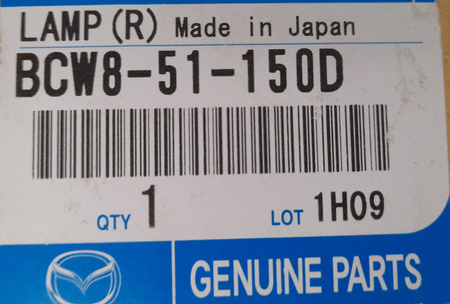 LAMP(R) Made in Japan
BCW8-51-150D
QTY 1 LOT 1H09
GENUINE PARTS